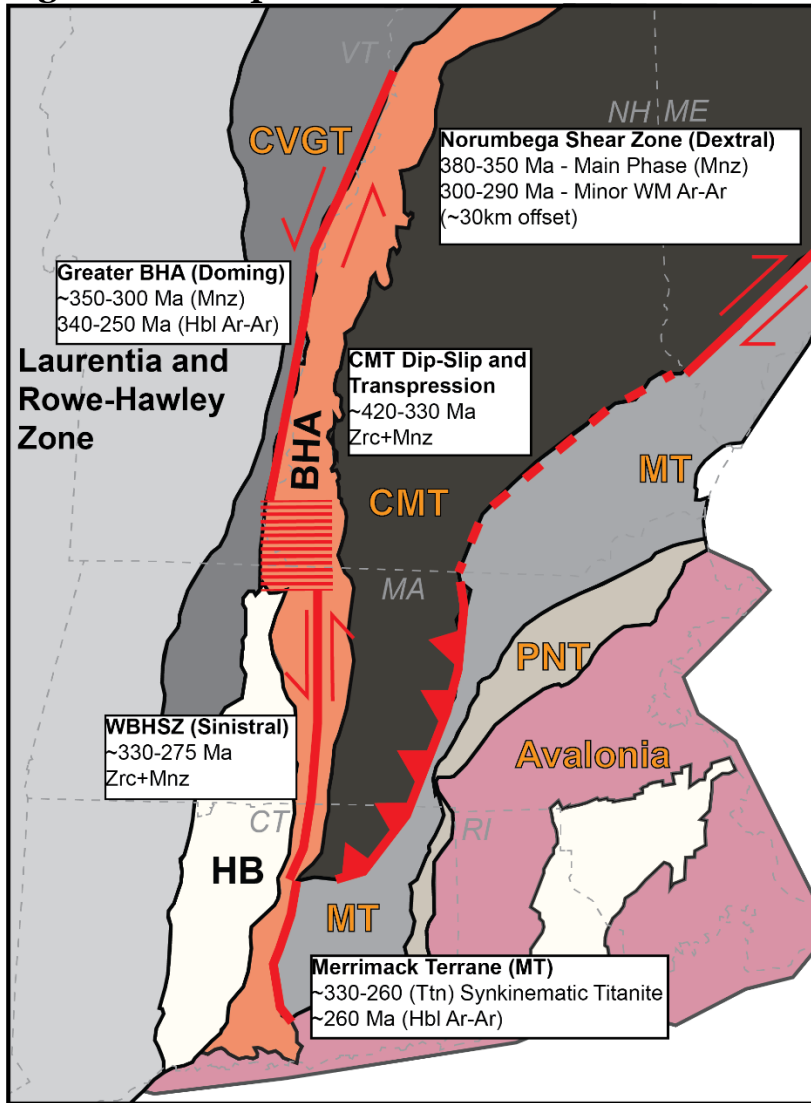 VT
CVGT
NH
ME
Norumbega Shear Zone (Dextral)
380-350 Ma - Main Phase (Mnz)
300-290 Ma - Minor WM Ar-Ar
(~30km offset)
Greater BHA (Doming)
~350-300 Ma (Mnz)
340-250 Ma (Hbl Ar-Ar)
Laurentia and
Rowe-Hawley
Zone
CMT Dip-Slip and
Transpression
~420-330 Ma
Zrc+Mnz
BHA
CMT
MT
MA
PNT
WBHSZ (Sinistral)
~330-275 Ma
Zrc+Mnz
Avalonia
CT
RI
HB
MT
Merrimack Terrane (MT)
~330-260 (Ttn) Synkinematic Titanite
~260 Ma (Hbl Ar-Ar)